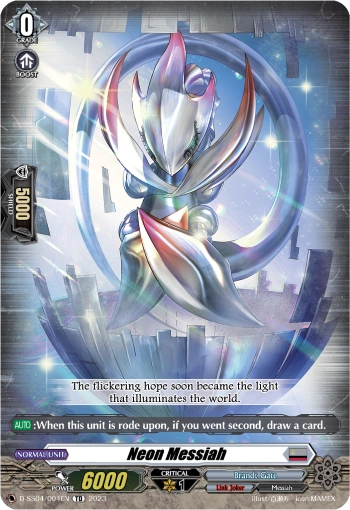 0
GRADE
BOOST
5000
SHIELD
The flickering hope soon became the light
that illuminates the world.
AUTO :When this unit is rode upon, if you went second, draw a card.
NORMAL UNIT
Neon Messiah
POWER 6000
CRITICAL
1
Brandt Gate
Link Joker Messiah
D-SS04/001EN TD 2023